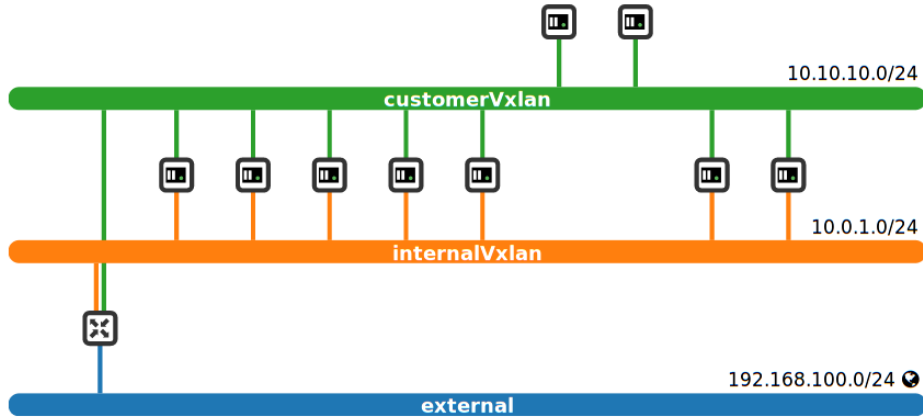 10.10.10.0/24
customerVxlan
10.0.1.0/24
internalVxlan
192.168.100.0/24
external